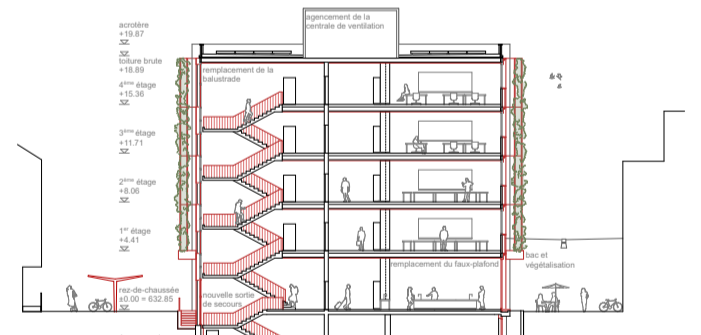 agencement de la
centrale de ventilation
acrotère
+19.87
toiture brute
+18.89
remplacement de la
balustrade
4ème étage
+15.36
3ème étage
+11.71
2ème étage
+8.06
1er étage
+4.41
bac et
végétalisation
remplacement du faux-plafond
rez-de-chaussée
±0.00 = 632.85
nouvelle sortie
de secours